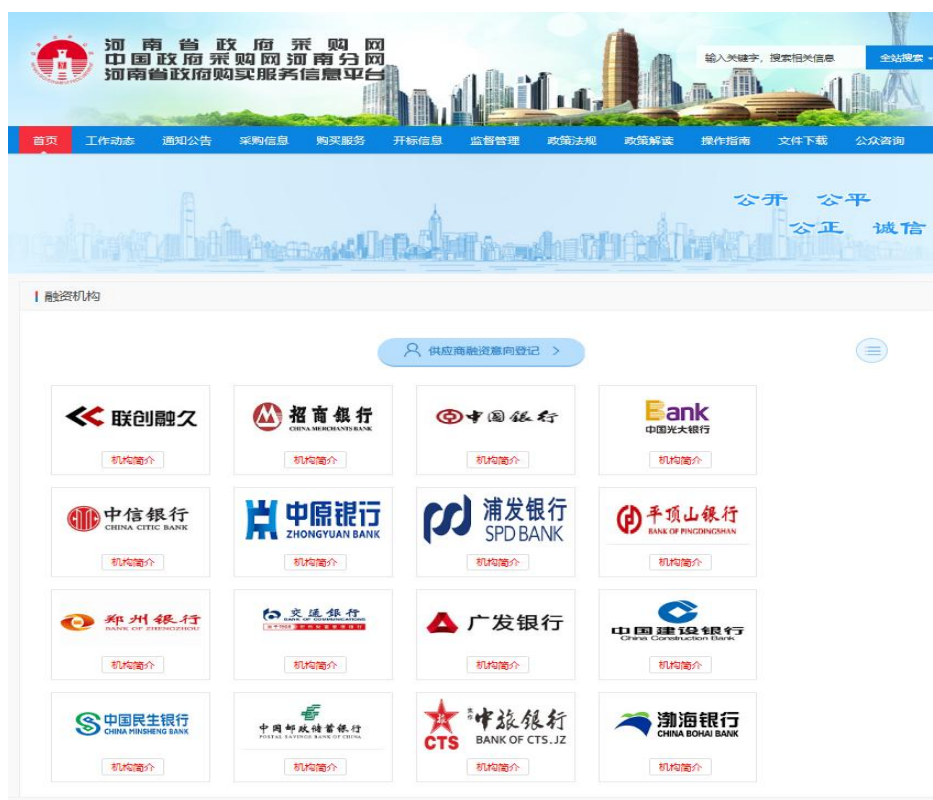 河南省政府采购网
中国政府采购网河南分网
河南省政府购买服务信息平台
输入关键字，搜索相关信息 全站搜索
首页 工作动态 通知公告 采购信息 购买服务 开标信息 监督管理 政策法规 政策解读 操作指南 文件下载 公众咨询
公开 公平
公正 诚信
融资机构
供应商融资意向登记 >
联创融久 招商银行 中国银行 Bank
CHINA MERCHANTS BANK 中国光大银行
机构简介 机构简介 机构简介 机构简介
中信银行 中原银行 浦发银行 平顶山银行
CHINA CITIC BANK ZHONGYUAN BANK SPD BANK BANK OF PINGDINGSHAN
机构简介 机构简介 机构简介 机构简介
郑州银行 交通银行 广发银行 中国建设银行
BANK OF ZHENGZHOU BANK OF COMMUNICATIONS China Construction Bank
机构简介 机构简介 机构简介 机构简介
中国民生银行 中国邮政储蓄银行 旅 焦作 中旅银行 渤海银行
CHINA MINSHENG BANK POSTAL SAVINGS BANK OF CHINA CTS BANK OF CTS.JZ CHINA BOHAI BANK
机构简介 机构简介 机构简介 机构简介